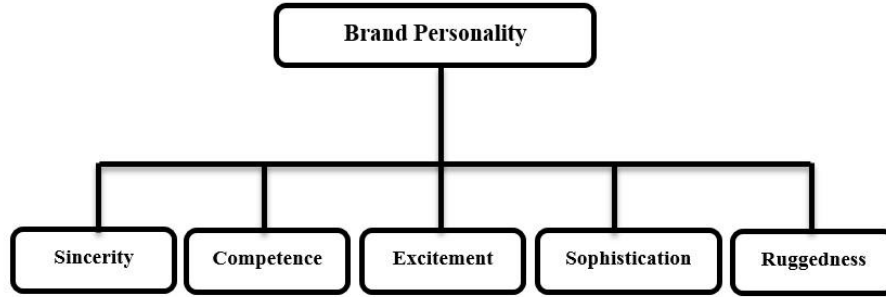 Brand Personality
Sincerity
Competence
Excitement
Sophistication
Ruggedness